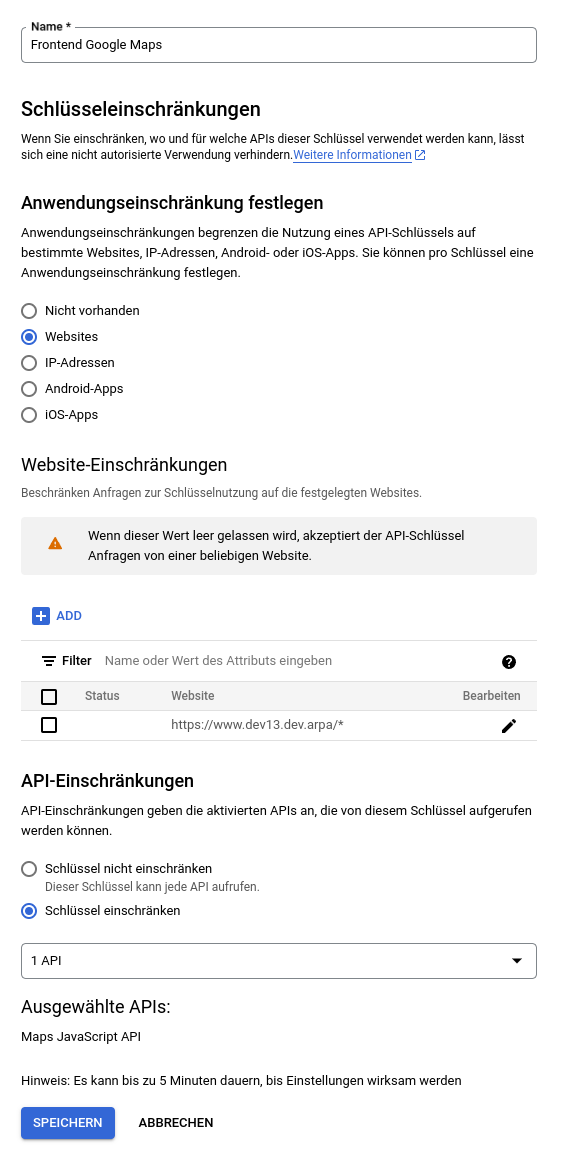 Name *
Frontend Google Maps
Schlüsseleinschränkungen
Wenn Sie einschränken, wo und für welche APIs dieser Schlüssel verwendet werden kann, lässt
sich eine nicht autorisierte Verwendung verhindern.Weitere Informationen
Anwendungseinschränkung festlegen
Anwendungseinschränkungen begrenzen die Nutzung eines API-Schlüssels auf
bestimmte Websites, IP-Adressen, Android- oder iOS-Apps. Sie können pro Schlüssel eine
Anwendungseinschränkung festlegen.
Nicht vorhanden
Websites
IP-Adressen
Android-Apps
iOS-Apps
Website-Einschränkungen
Beschränken Anfragen zur Schlüsselnutzung auf die festgelegten Websites.
Wenn dieser Wert leer gelassen wird, akzeptiert der API-Schlüssel
Anfragen von einer beliebigen Website.
ADD
Filter Name oder Wert des Attributs eingeben
Status Website Bearbeiten
https://www.dev13.dev.arpa/*
API-Einschränkungen
API-Einschränkungen geben die aktivierten APIs an, die von diesem Schlüssel aufgerufen
werden können.
Schlüssel nicht einschränken
Dieser Schlüssel kann jede API aufrufen.
Schlüssel einschränken
1 API
Ausgewählte APIs:
Maps JavaScript API
Hinweis: Es kann bis zu 5 Minuten dauern, bis Einstellungen wirksam werden
SPEICHERN ABBRECHEN